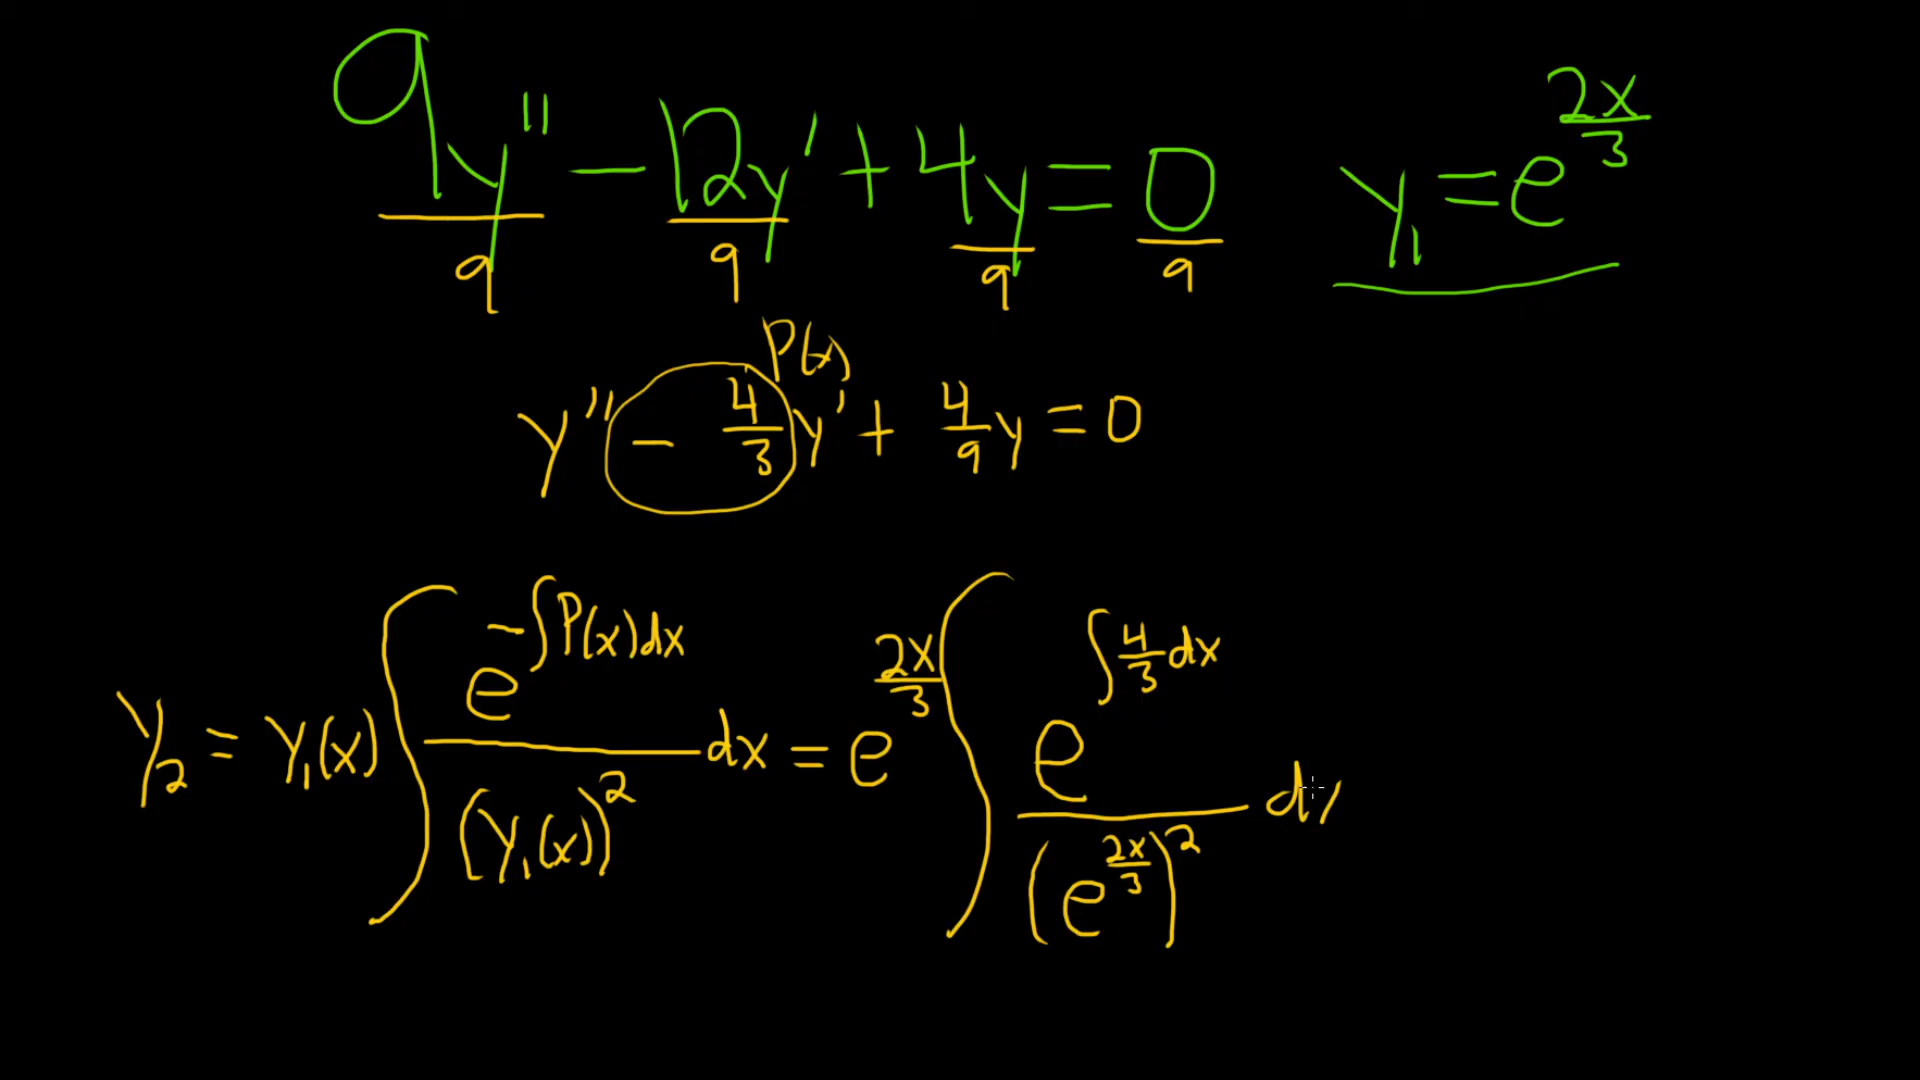 9y'' - 12y' + 4y = 0    y₁ = e^(2x/3)
9 9 9 9
P(x)
y'' - 4/3 y' + 4/9 y = 0
y₂ = y₁(x) ∫ e^(-∫P(x)dx) / (y₁(x))² dx = e^(2x/3) ∫ e^(∫4/3 dx) / (e^(2x/3))² dx